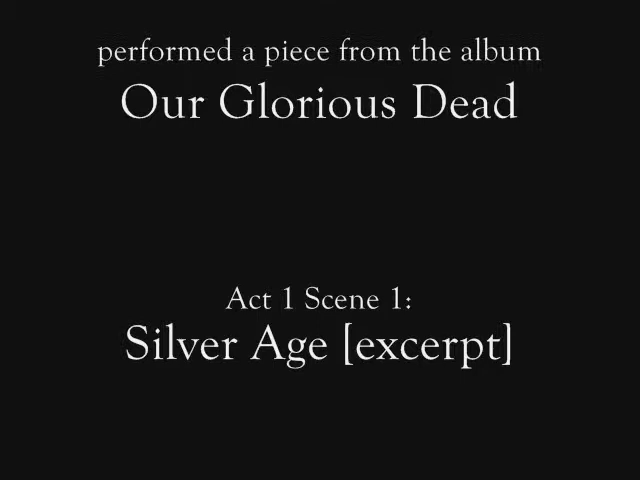 performed a piece from the album
Our Glorious Dead
Act 1 Scene 1:
Silver Age [excerpt]